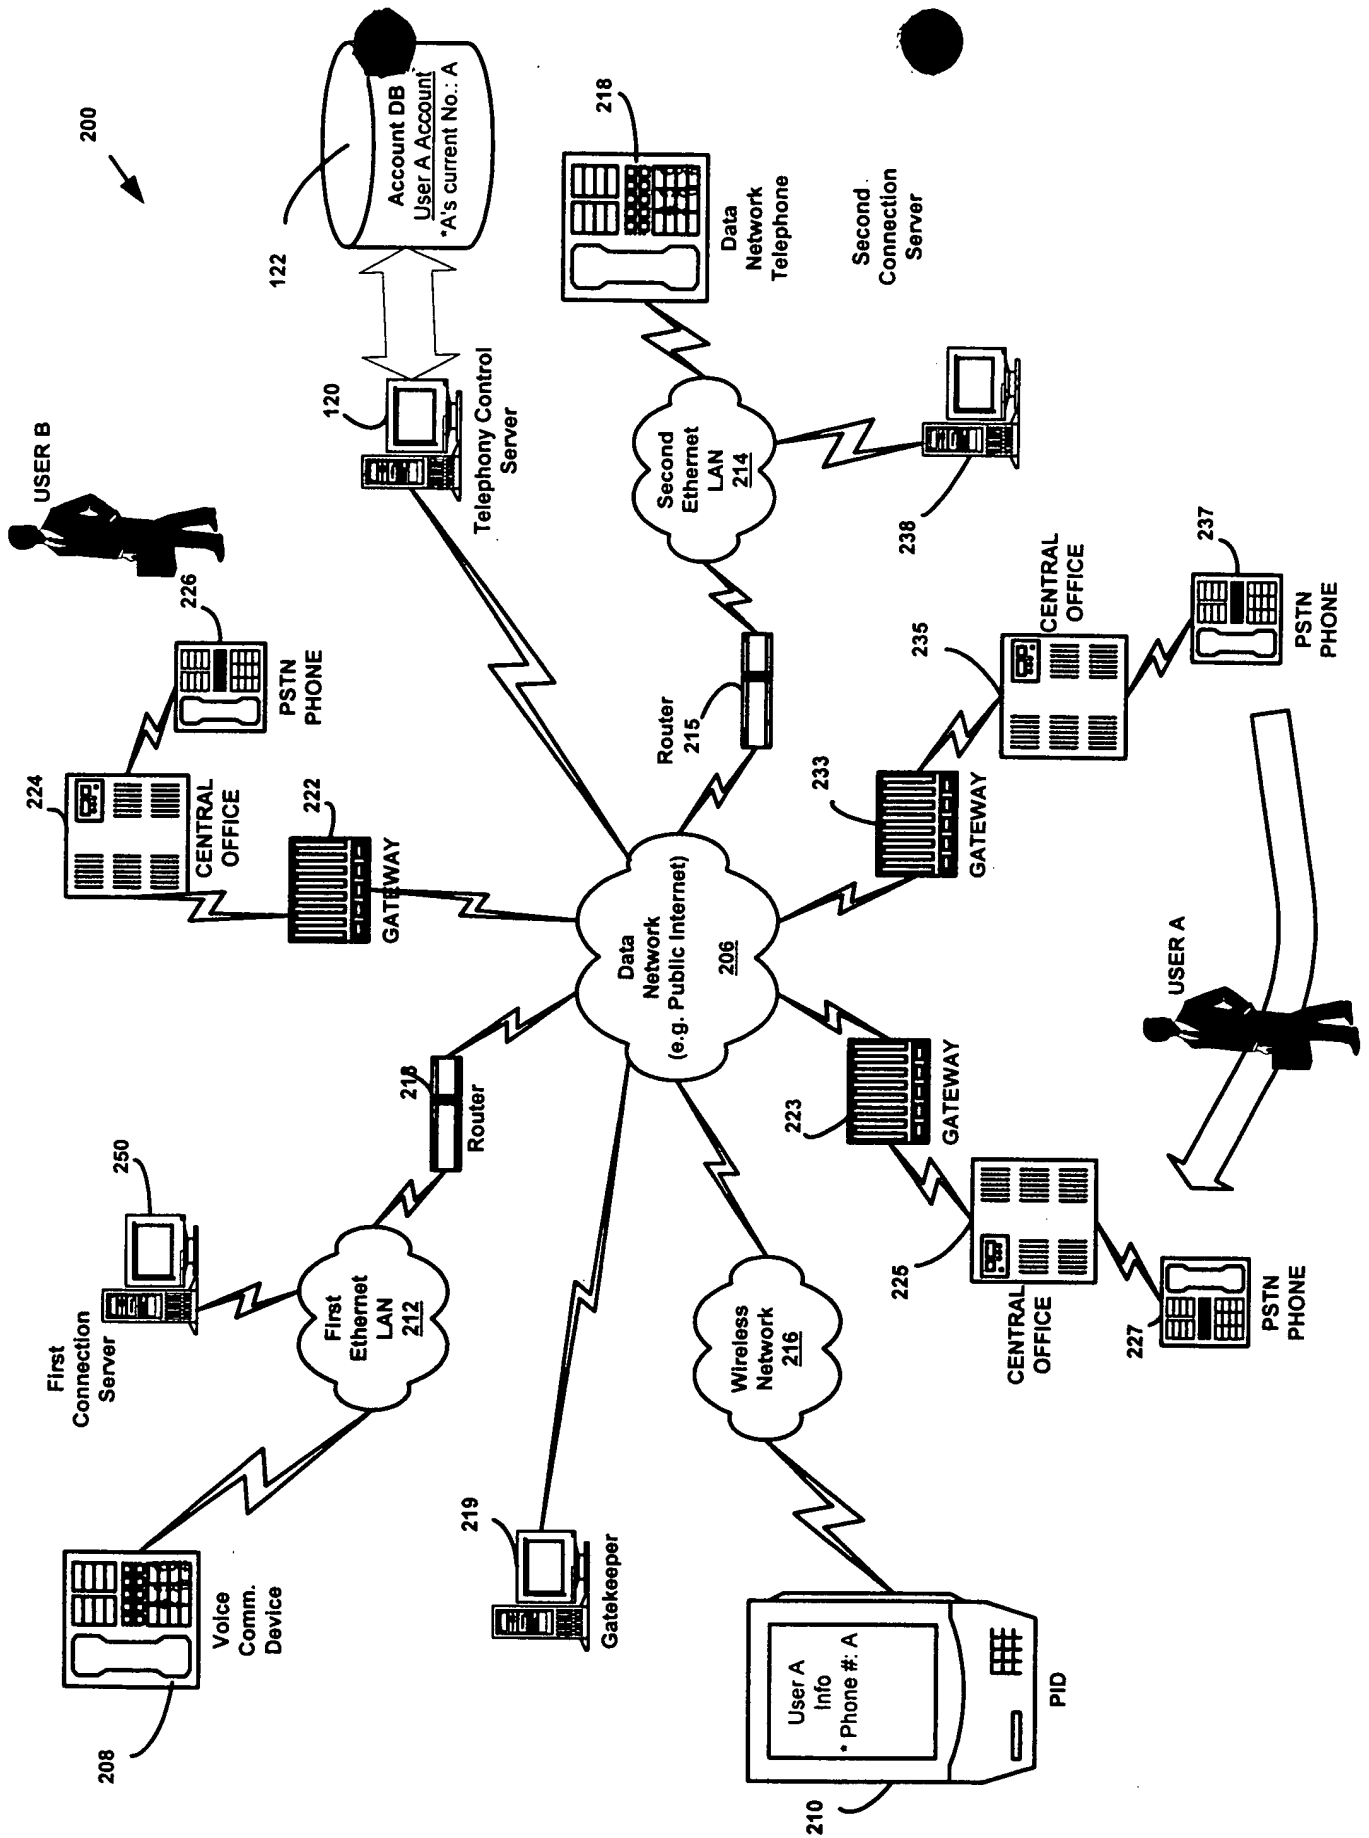 200
208
Voice
Comm.
Device
First
Connection
Server
250
First
Ethernet
LAN
212
218
Router
224
CENTRAL
OFFICE
226
PSTN
PHONE
USER B
222
GATEWAY
120
Telephony Control
Server
122
Account DB
User A Account
*A's current No.: A
219
Gatekeeper
Data
Network
(e.g. Public Internet)
206
Router
215
Second
Ethernet
LAN
214
218
Data
Network
Telephone
Second
Connection
Server
238
210
User A
Info
* Phone #: A
PID
Wireless
Network
216
223
GATEWAY
225
CENTRAL
OFFICE
227
PSTN
PHONE
USER A
233
GATEWAY
235
CENTRAL
OFFICE
237
PSTN
PHONE